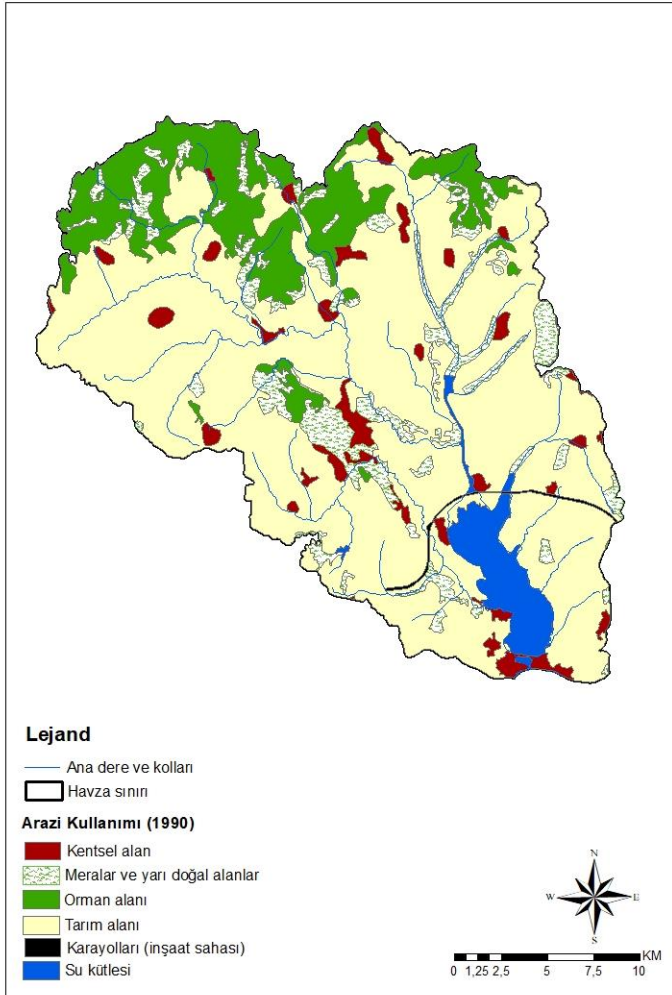 Lejand
Ana dere ve kolları
Havza sınırı
Arazi Kullanımı (1990)
Kentsel alan
Meralar ve yarı doğal alanlar
Orman alanı
Tarım alanı
Karayolları (inşaat sahası)
Su kütlesi
N
W E
S
KM
0 1,25 2,5 5 7,5 10